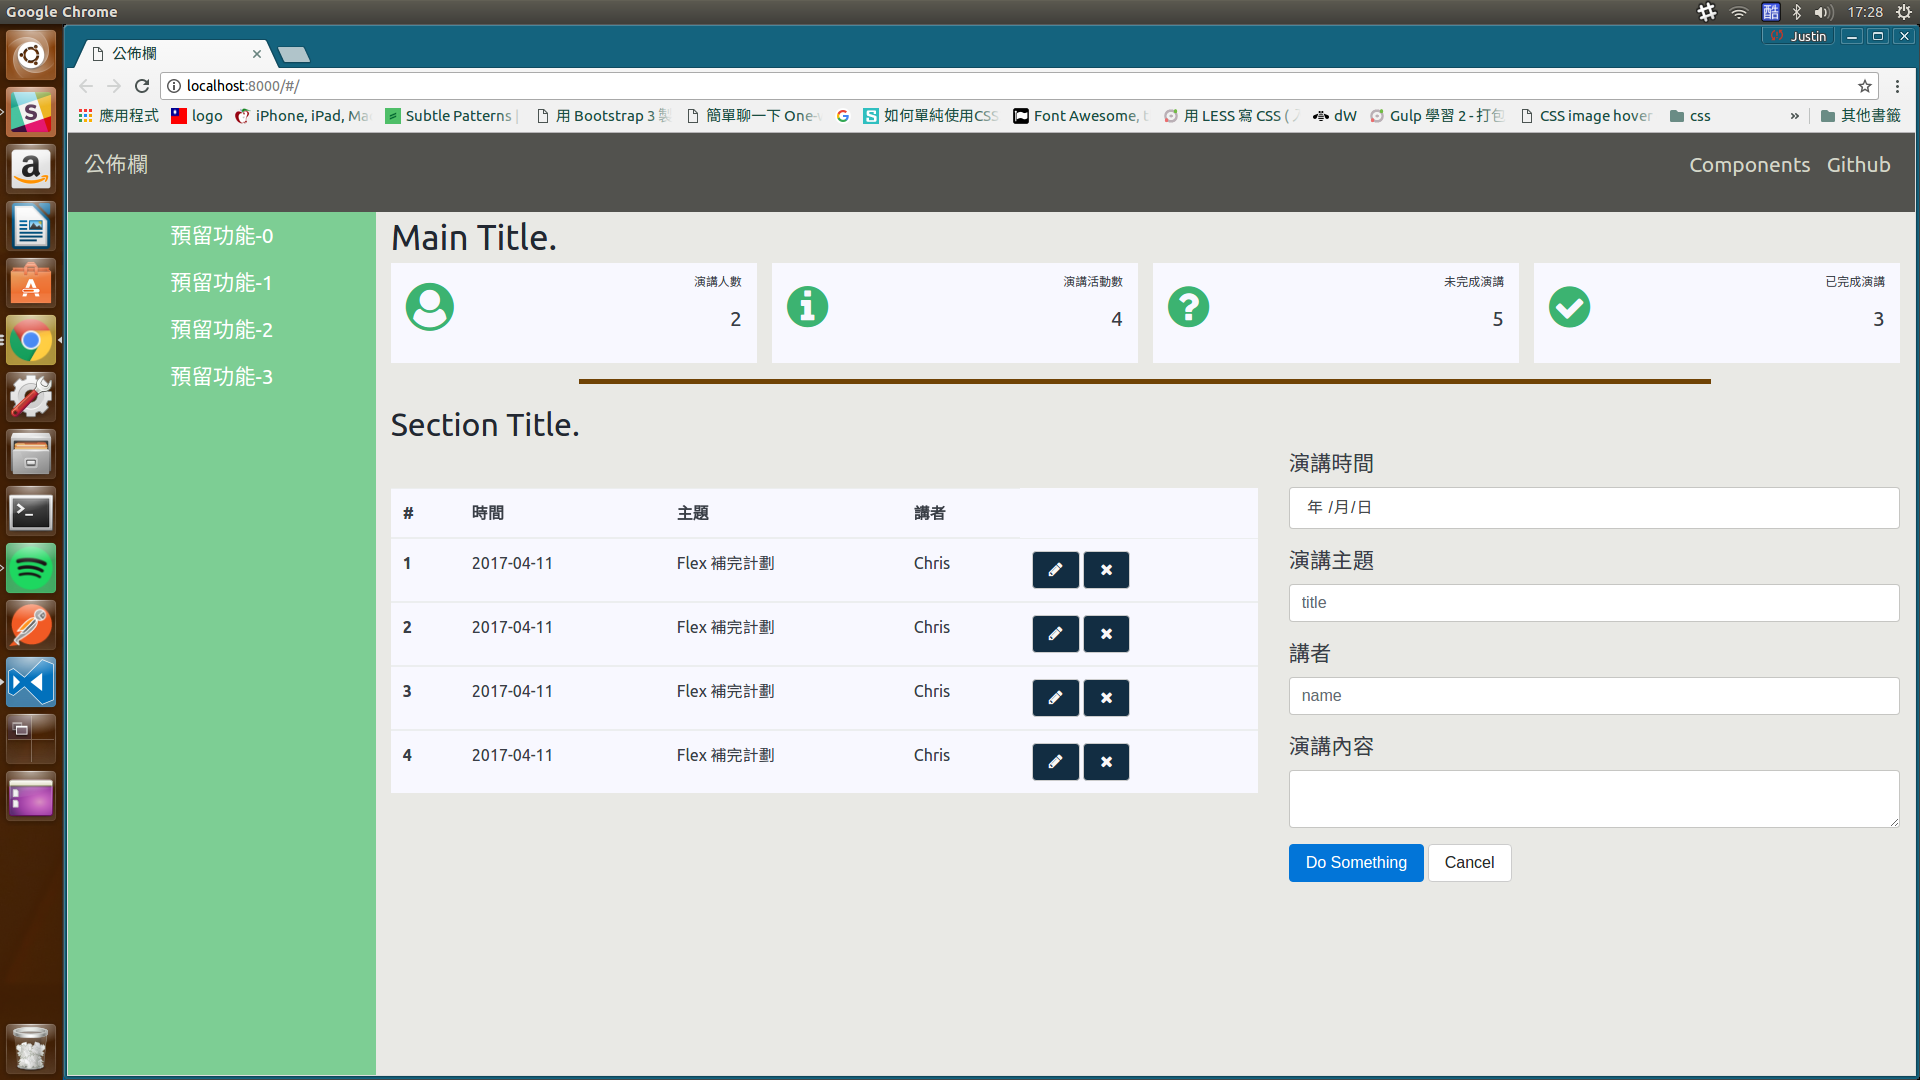 Google Chrome
酷
17:28
公佈欄
Justin
localhost:8000/#/
應用程式 logo iPhone, iPad, Ma Subtle Patterns 用 Bootstrap 3 製 簡單聊一下 One- 如何單純使用CSS Font Awesome, 用 LESS 寫 CSS ( dW Gulp 學習 2 - 打包 CSS image hover css » 其他書籤
公佈欄
Components Github
預留功能-0
預留功能-1
預留功能-2
預留功能-3
Main Title.
演講人數
2
演講活動數
4
未完成演講
5
已完成演講
3
Section Title.
# 時間 主題 講者
1 2017-04-11 Flex 補完計劃 Chris
2 2017-04-11 Flex 補完計劃 Chris
3 2017-04-11 Flex 補完計劃 Chris
4 2017-04-11 Flex 補完計劃 Chris
演講時間
年 /月/日
演講主題
title
講者
name
演講內容
Do Something Cancel